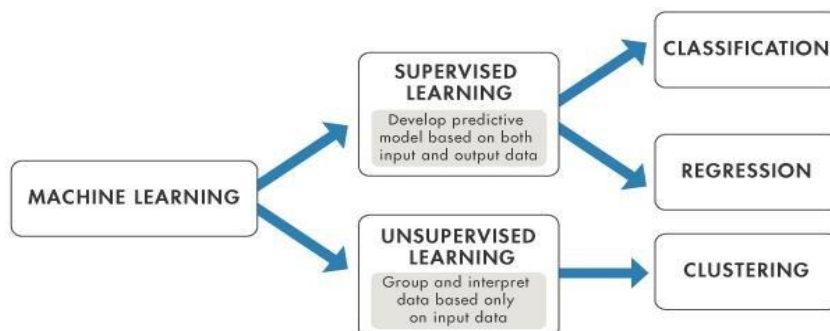 MACHINE LEARNING
SUPERVISED
LEARNING
Develop predictive
model based on both
input and output data
UNSUPERVISED
LEARNING
Group and interpret
data based only
on input data
CLASSIFICATION
REGRESSION
CLUSTERING